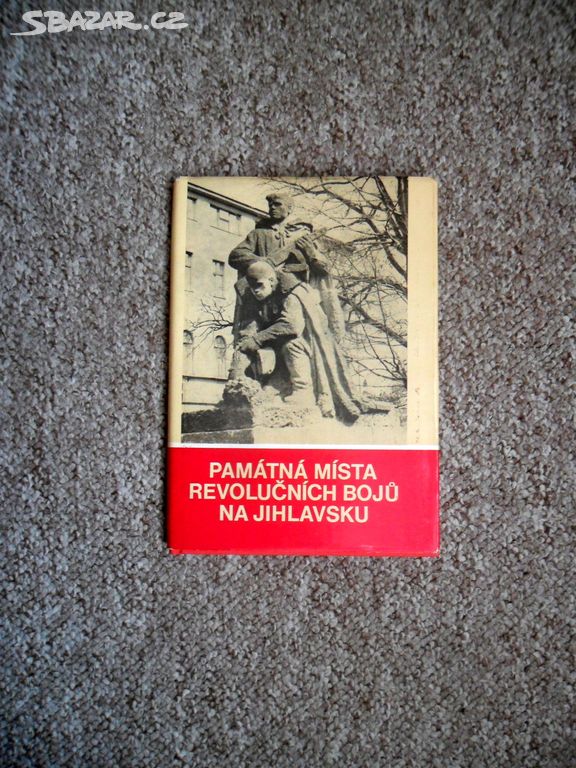 SBAZAR.CZ
PAMÁTNÁ MÍSTA
REVOLUČNÍCH BOJŮ
NA JIHLAVSKU